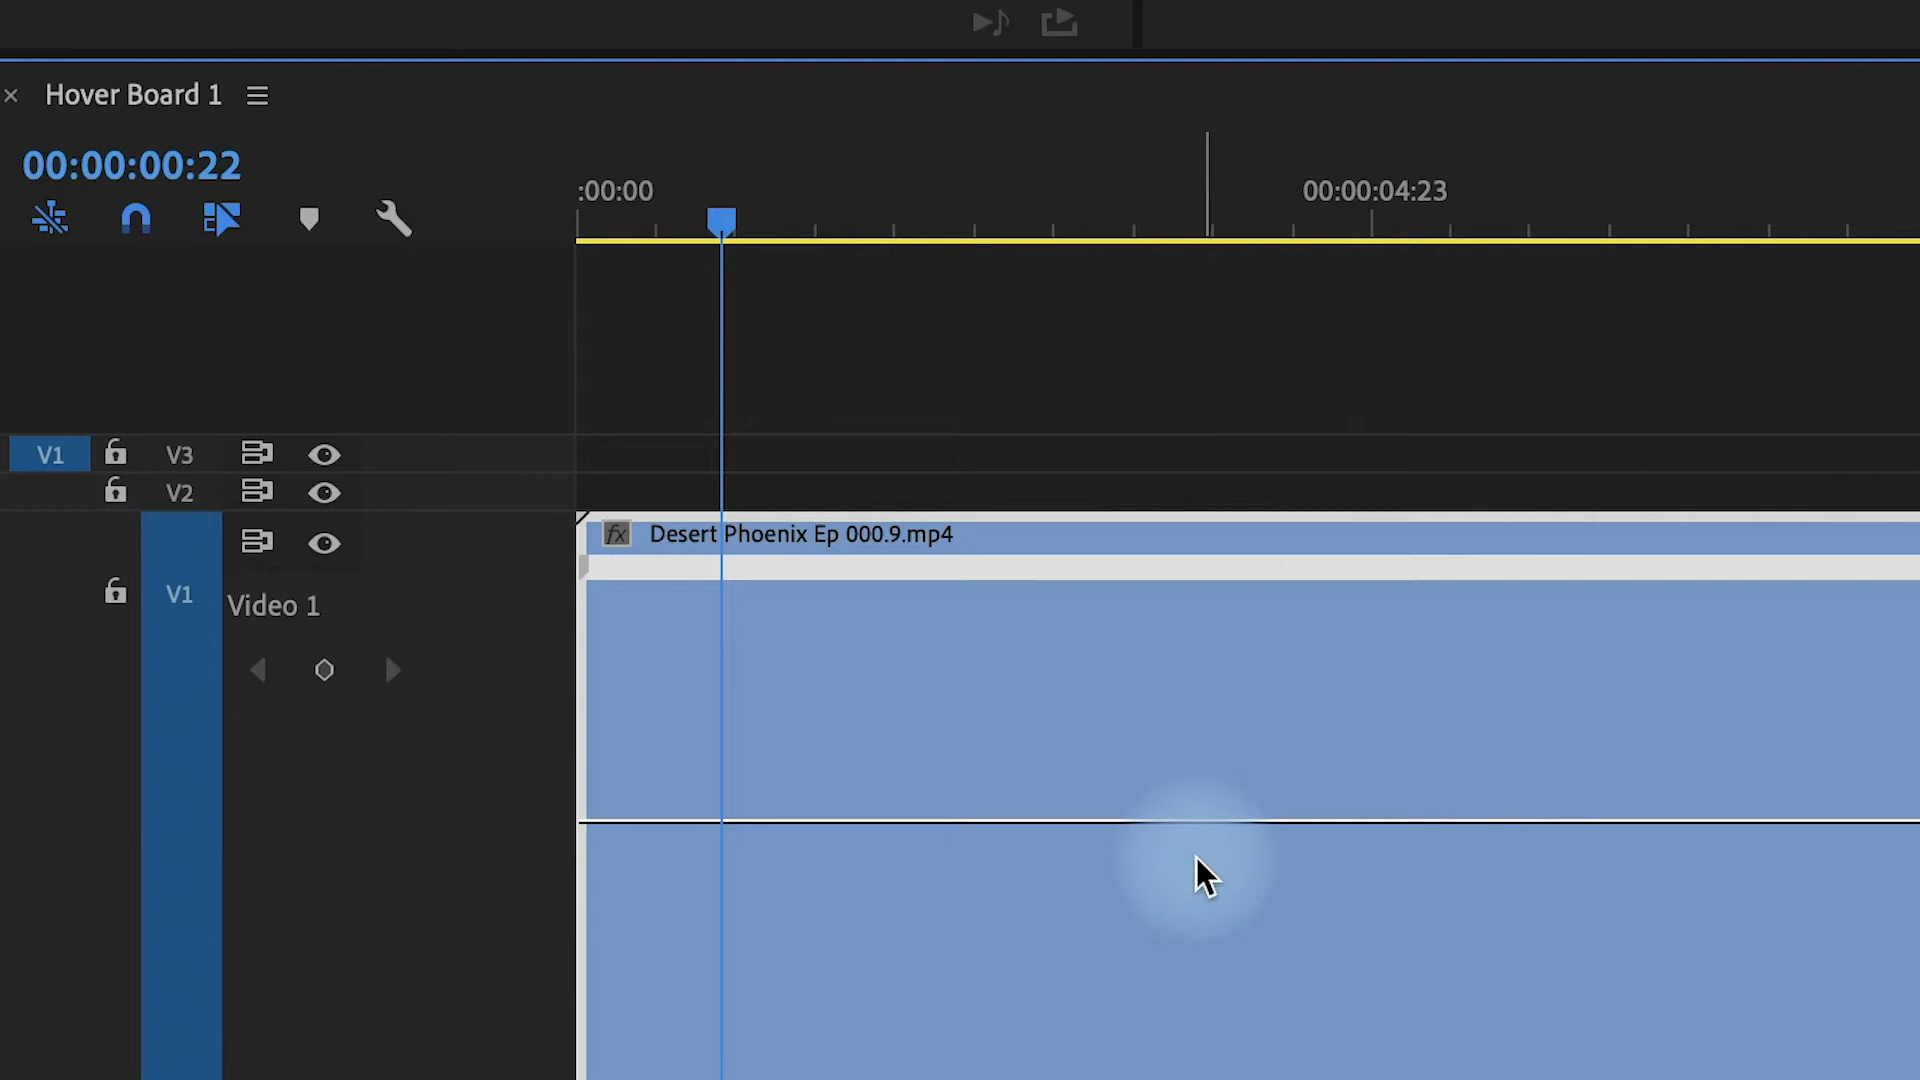 Hover Board 1
00:00:00:22
:00:00
00:00:04:23
V1 V3
V2
fx Desert Phoenix Ep 000.9.mp4
V1
Video 1